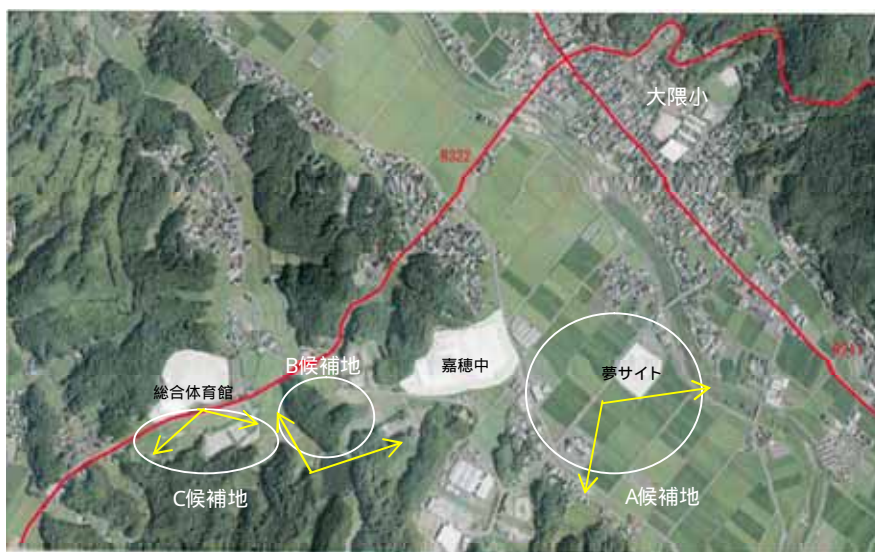 大隈小
R322
嘉穂中
夢サイト
B候補地
総合体育館
C候補地
A候補地